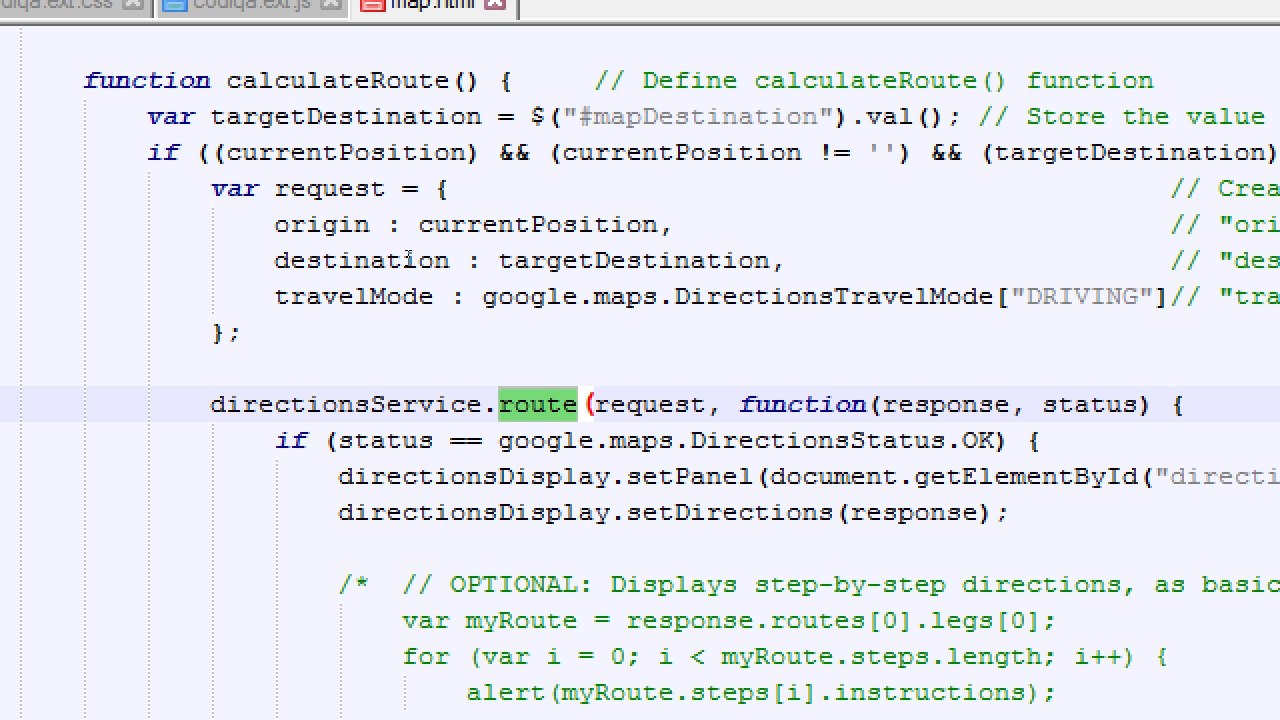 codiqa.ext.js map.html
function calculateRoute() { // Define calculateRoute() function
var targetDestination = $("#mapDestination").val(); // Store the value
if ((currentPosition) && (currentPosition != '') && (targetDestination)
var request = { // Crea
origin : currentPosition, // "ori
destination : targetDestination, // "des
travelMode : google.maps.DirectionsTravelMode["DRIVING"]// "tra
};
directionsService.route(request, function(response, status) {
if (status == google.maps.DirectionsStatus.OK) {
directionsDisplay.setPanel(document.getElementById("directi
directionsDisplay.setDirections(response);
/* // OPTIONAL: Displays step-by-step directions, as basic
var myRoute = response.routes[0].legs[0];
for (var i = 0; i < myRoute.steps.length; i++) {
alert(myRoute.steps[i].instructions);